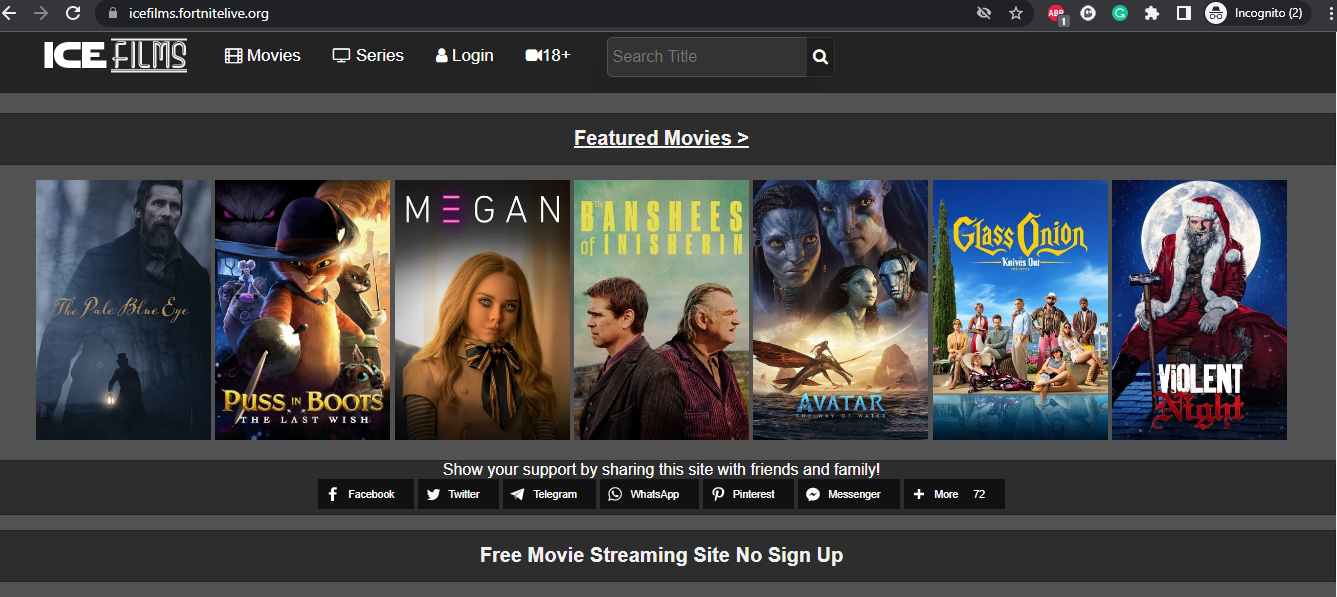 icefilms.fortnitelive.org
ABP
1
G
Incognito (2)
ICE FILMS
Movies
Series
Login
18+
Search Title
Featured Movies >
The Pale Blue Eye
PUSS IN BOOTS
THE LAST WISH
MEGAN
THE BANSHEES
of INISHERIN
AVATAR
THE WAY OF WATER
Glass Onion
Knives Out
VIOLENT
Night
Show your support by sharing this site with friends and family!
Facebook
Twitter
Telegram
WhatsApp
Pinterest
Messenger
More 72
Free Movie Streaming Site No Sign Up